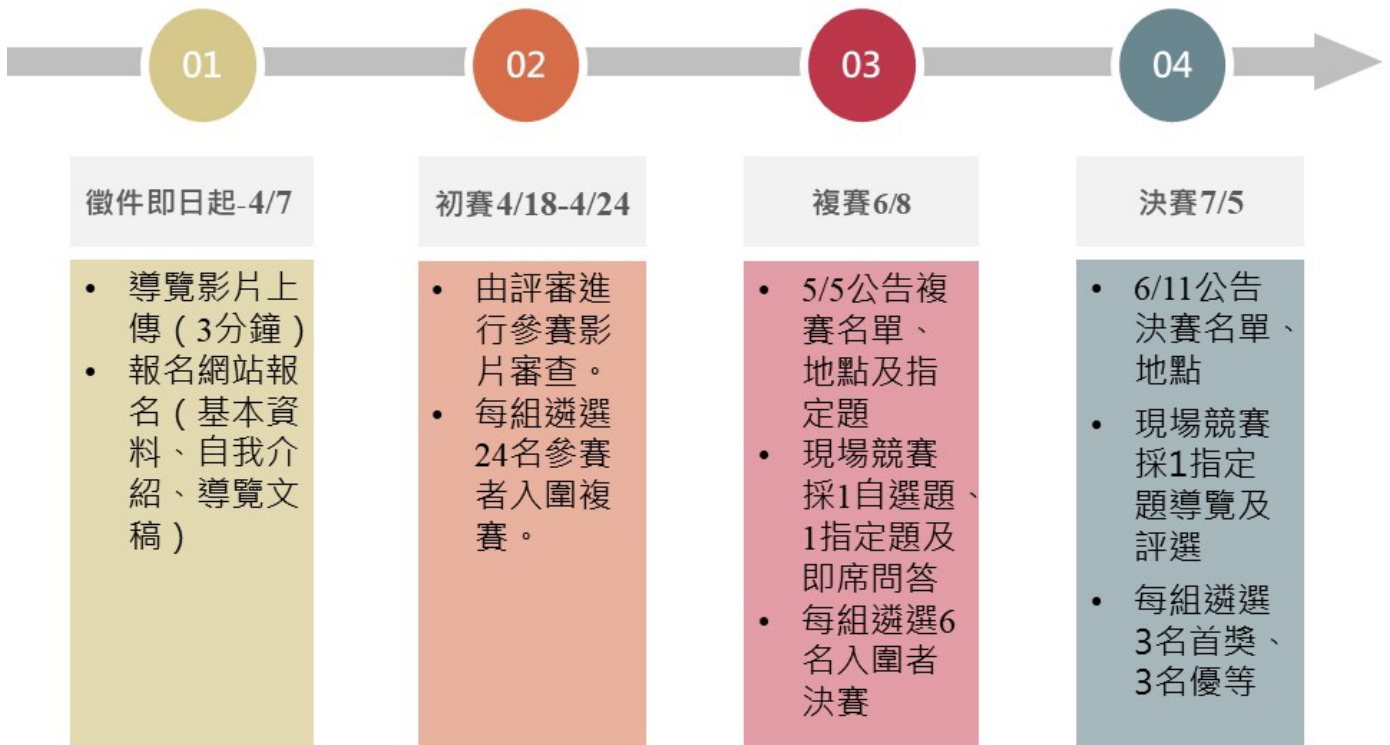 01
02
03
04
徵件即日起-4/7
初賽4/18-4/24
複賽6/8
決賽7/5
• 導覽影片上
傳（3分鐘）
• 報名網站報
名（基本資
料、自我介
紹、導覽文
稿）
• 由評審進
行參賽影
片審查。
• 每組遴選
24名參賽
者入圍複
賽。
• 5/5公告複
賽名單、
地點及指
定題
• 現場競賽
採1自選題、
1指定題及
即席問答
• 每組遴選6
名入圍者
決賽
• 6/11公告
決賽名單、
地點
• 現場競賽
採1指定
題導覽及
評選
• 每組遴選
3名首獎、
3名優等